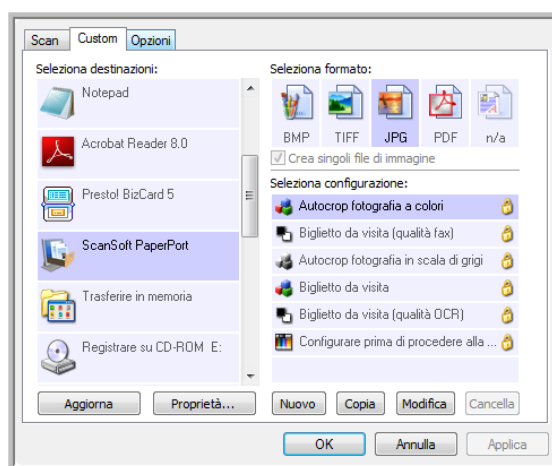 Scan Custom Opzioni
Seleziona destinazioni:
Notepad
Acrobat Reader 8.0
Presto! BizCard 5
ScanSoft PaperPort
Trasferire in memoria
Registrare su CD-ROM E:
Aggiorna Proprietà...
Seleziona formato:
BMP TIFF JPG PDF n/a
Crea singoli file di immagine
Seleziona configurazione:
Autocrop fotografia a colori
Biglietto da visita (qualità fax)
Autocrop fotografia in scala di grigi
Biglietto da visita
Biglietto da visita (qualità OCR)
Configurare prima di procedere alla ...
Nuovo Copia Modifica Cancella
OK Annulla Applica